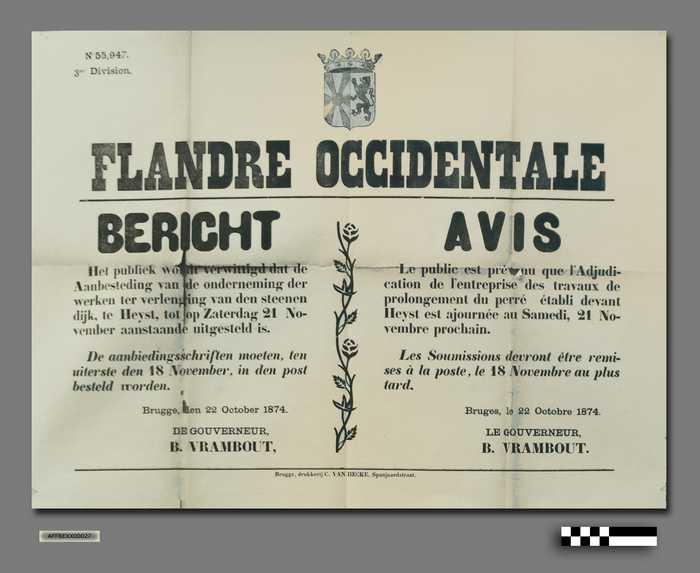 N° 55,947.
3me Division.
FLANDRE OCCIDENTALE
BERICHT
Het publiek wordt verwittigd dat de
Aanbesteding van de onderneming der
werken ter verlenging van den steenen
dijk, te Heyst, tot op Zaterdag 21 No-
vember aanstaande uitgesteld is.
De aanbiedingsschriften moeten, ten
uiterste den 18 November, in den post
besteld worden.
Brugge, den 22 October 1874.
DE GOUVERNEUR,
B. VRAMBOUT,
AVIS
Le public est prévenu que l'Adjudi-
cation de l'entreprise des travaux de
prolongement du perré établi devant
Heyst est ajournée au Samedi, 21 No-
vembre prochain.
Les Soumissions devront être remi-
ses à la poste, le 18 Novembre au plus
tard.
Bruges, le 22 Octobre 1874.
LE GOUVERNEUR,
B. VRAMBOUT.
Brugge, drukkerij C. VAN HECKE, Spanjaardstraat.
AFFBEXX00027